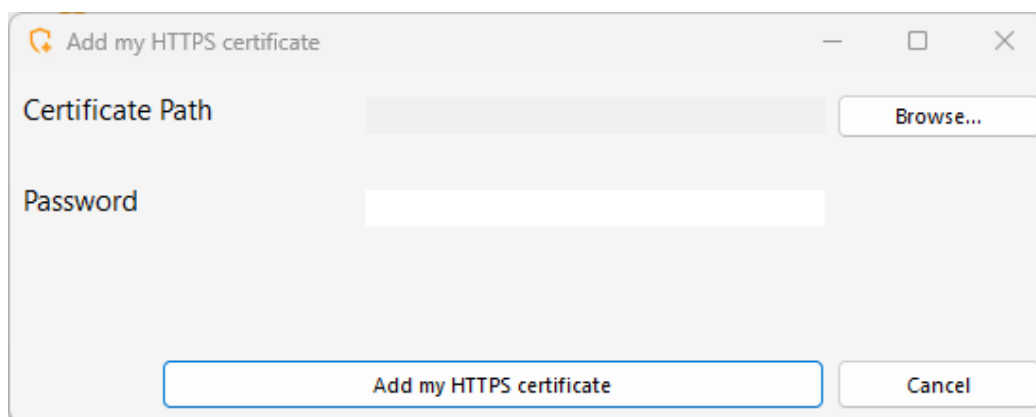 Add my HTTPS certificate
Certificate Path
Browse...
Password
Add my HTTPS certificate
Cancel